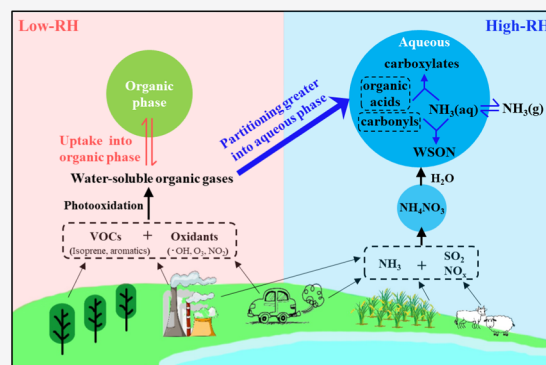 Low-RH
High-RH
Organic
phase
Uptake into
organic phase
Water-soluble organic gases
Photooxidation
VOCs + Oxidants
(Isoprene, aromatics) (·OH, O₃, NO₃)
Partitioning greater
into aqueous phase
Aqueous
carboxylates
organic
acids
NH₃(aq) NH₃(g)
carbonyls
WSON
H₂O
NH₄NO₃
NH₃ + SO₂
NOₓ